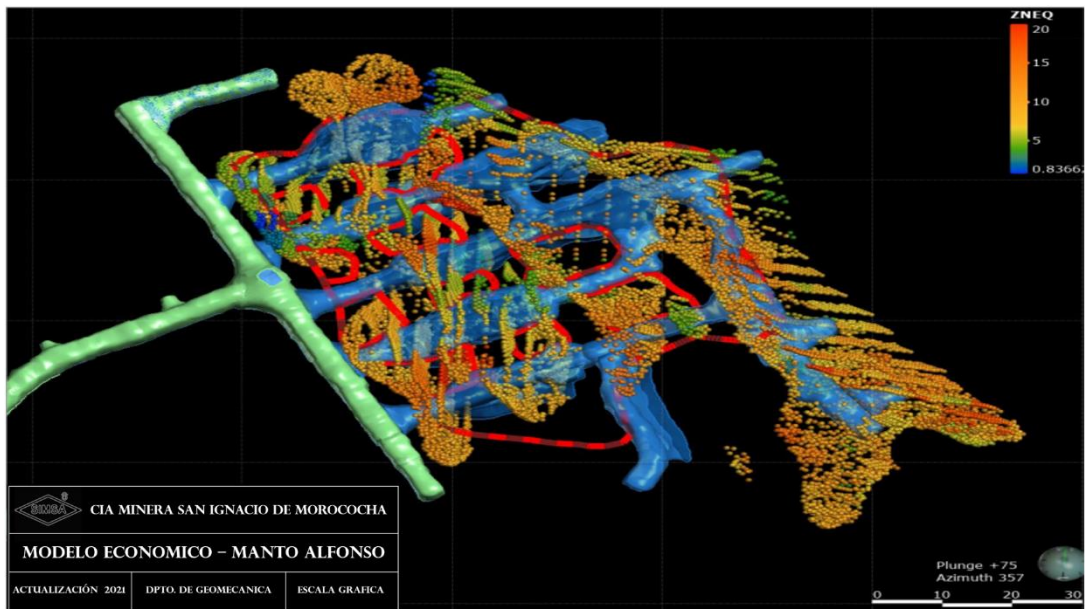 ZNEQ
20
15
10
5
0.83662
SIMSA ®
CIA MINERA SAN IGNACIO DE MOROCOCHA
MODELO ECONOMICO – MANTO ALFONSO
ACTUALIZACIÓN 2021
DPTO. DE GEOMECANICA
ESCALA GRAFICA
Plunge +75
Azimuth 357
0 10 20 30